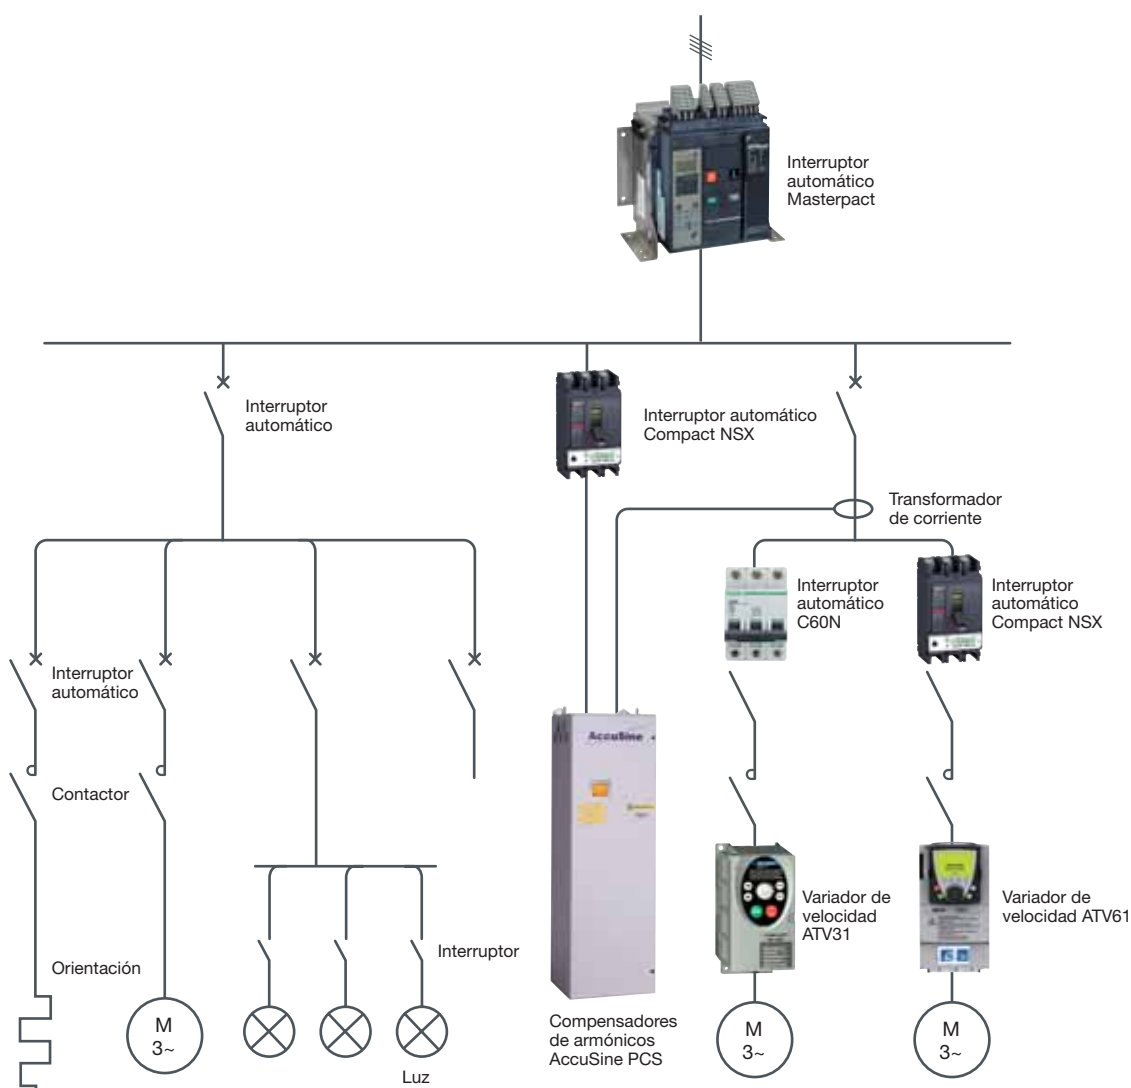 Interruptor
automático
Masterpact
Interruptor
automático
Interruptor automático
Compact NSX
Transformador
de corriente
Interruptor
automático
C60N
Interruptor
automático
Compact NSX
Interruptor
automático
AccuSine
Contactor
Variador de
velocidad
ATV31
Variador de
velocidad ATV61
Interruptor
Orientación
M
3~
Luz
Compensadores
de armónicos
AccuSine PCS
M
3~
M
3~